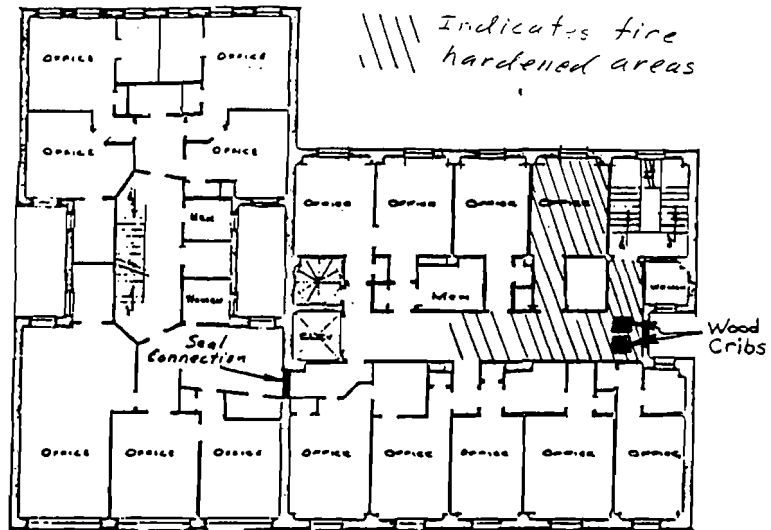 Indicates fire
hardened areas
OFFICE
OFFICE
OFFICE
OFFICE
MEN
WOMEN
OFFICE
OFFICE
OFFICE
OFFICE
MEN
WOMEN
ELEV
Seal
Connection
Wood
Cribs
OFFICE
OFFICE
OFFICE
OFFICE
OFFICE
OFFICE
OFFICE
OFFICE